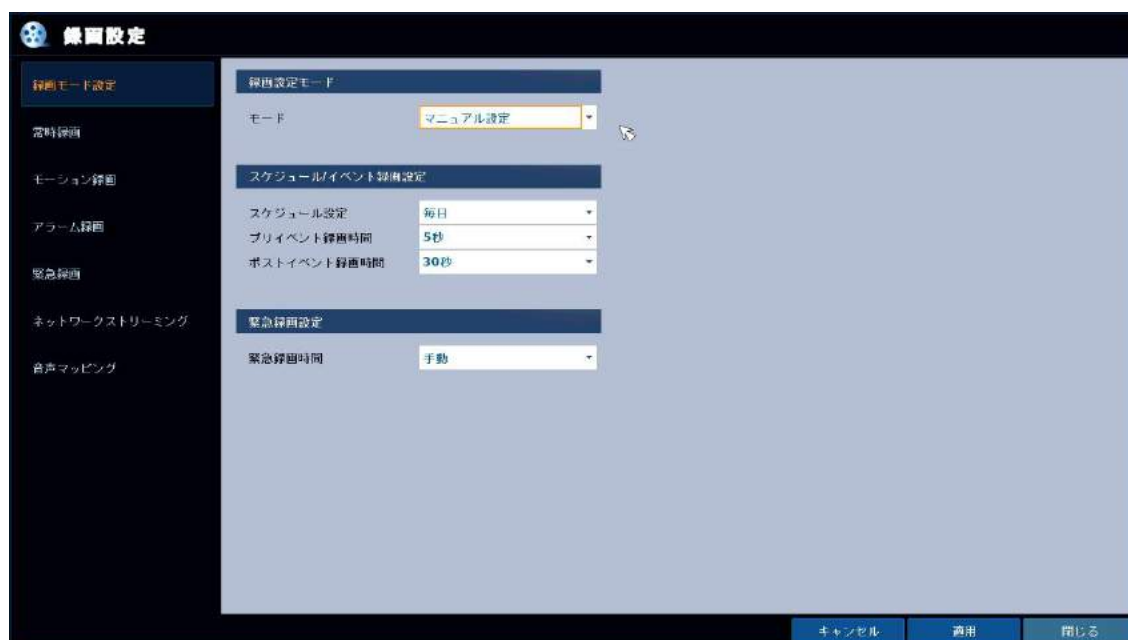 録画設定
録画モード設定
常時録画
モーション録画
アラーム録画
緊急録画
ネットワークストリーミング
音声マッピング
録画設定モード
モード マニュアル設定
スケジュール/イベント録画設定
スケジュール設定 毎日
プリイベント録画時間 5秒
ポストイベント録画時間 30秒
緊急録画設定
緊急録画時間 手動
キャンセル 適用 閉じる